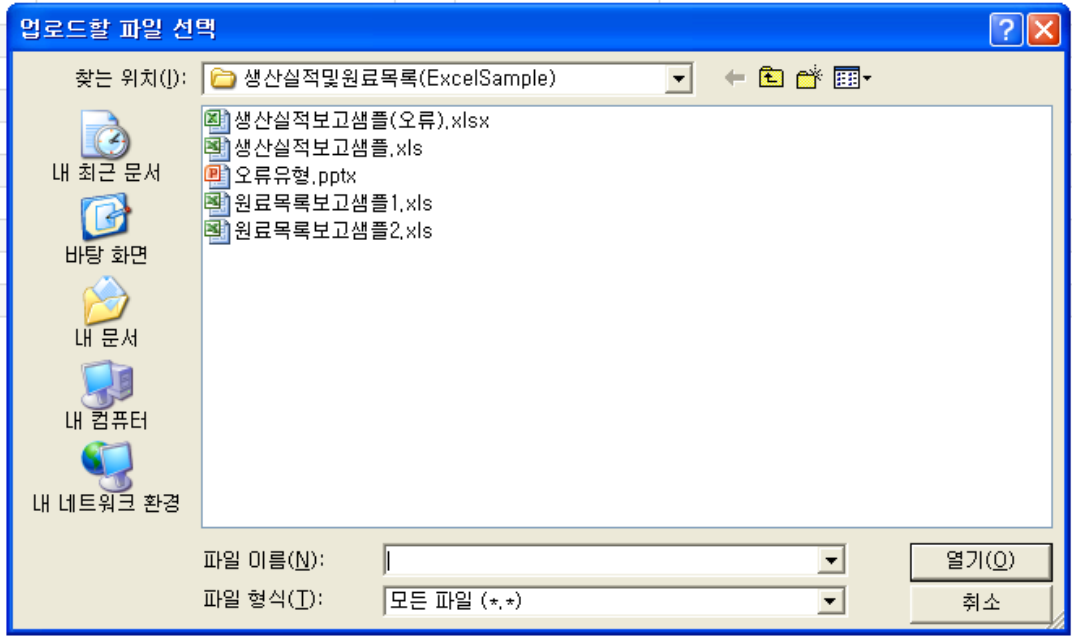 업로드할 파일 선택
찾는 위치(I): 생산실적및원료목록(ExcelSample)
생산실적보고샘플(오류).xlsx
생산실적보고샘플.xls
오류유형.pptx
원료목록보고샘플1.xls
원료목록보고샘플2.xls
내 최근 문서
바탕 화면
내 문서
내 컴퓨터
내 네트워크 환경
파일 이름(N): 열기(O)
파일 형식(T): 모든 파일 (*.*) 취소